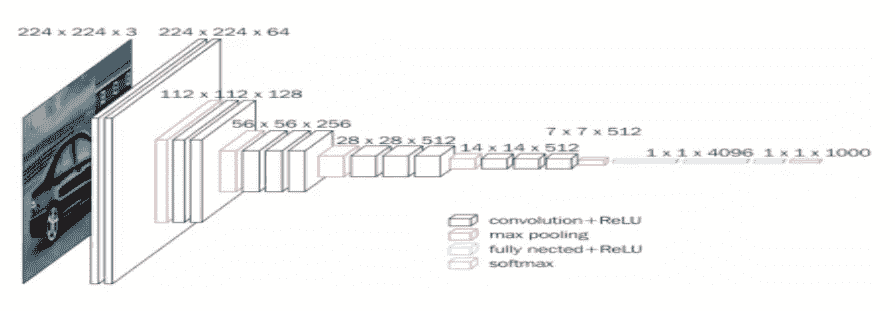 224 x 224 x 3
224 x 224 x 64
112 x 112 x 128
56 x 56 x 256
28 x 28 x 512
14 x 14 x 512
7 x 7 x 512
1 x 1 x 4096
1 x 1 x 1000
convolution+ReLU
max pooling
fully nected+ReLU
softmax